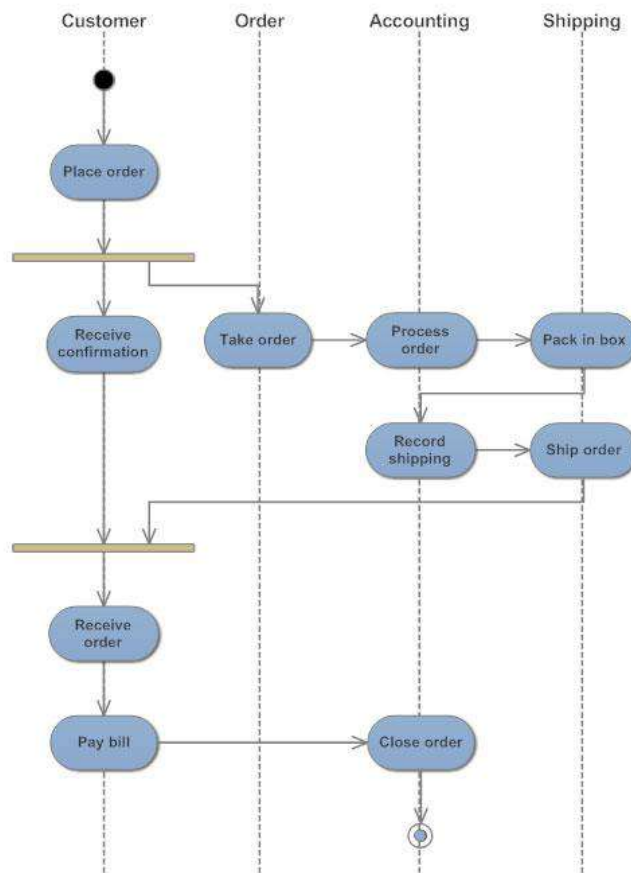 Customer
Order
Accounting
Shipping
Place order
Receive
confirmation
Take order
Process
order
Pack in box
Record
shipping
Ship order
Receive
order
Pay bill
Close order